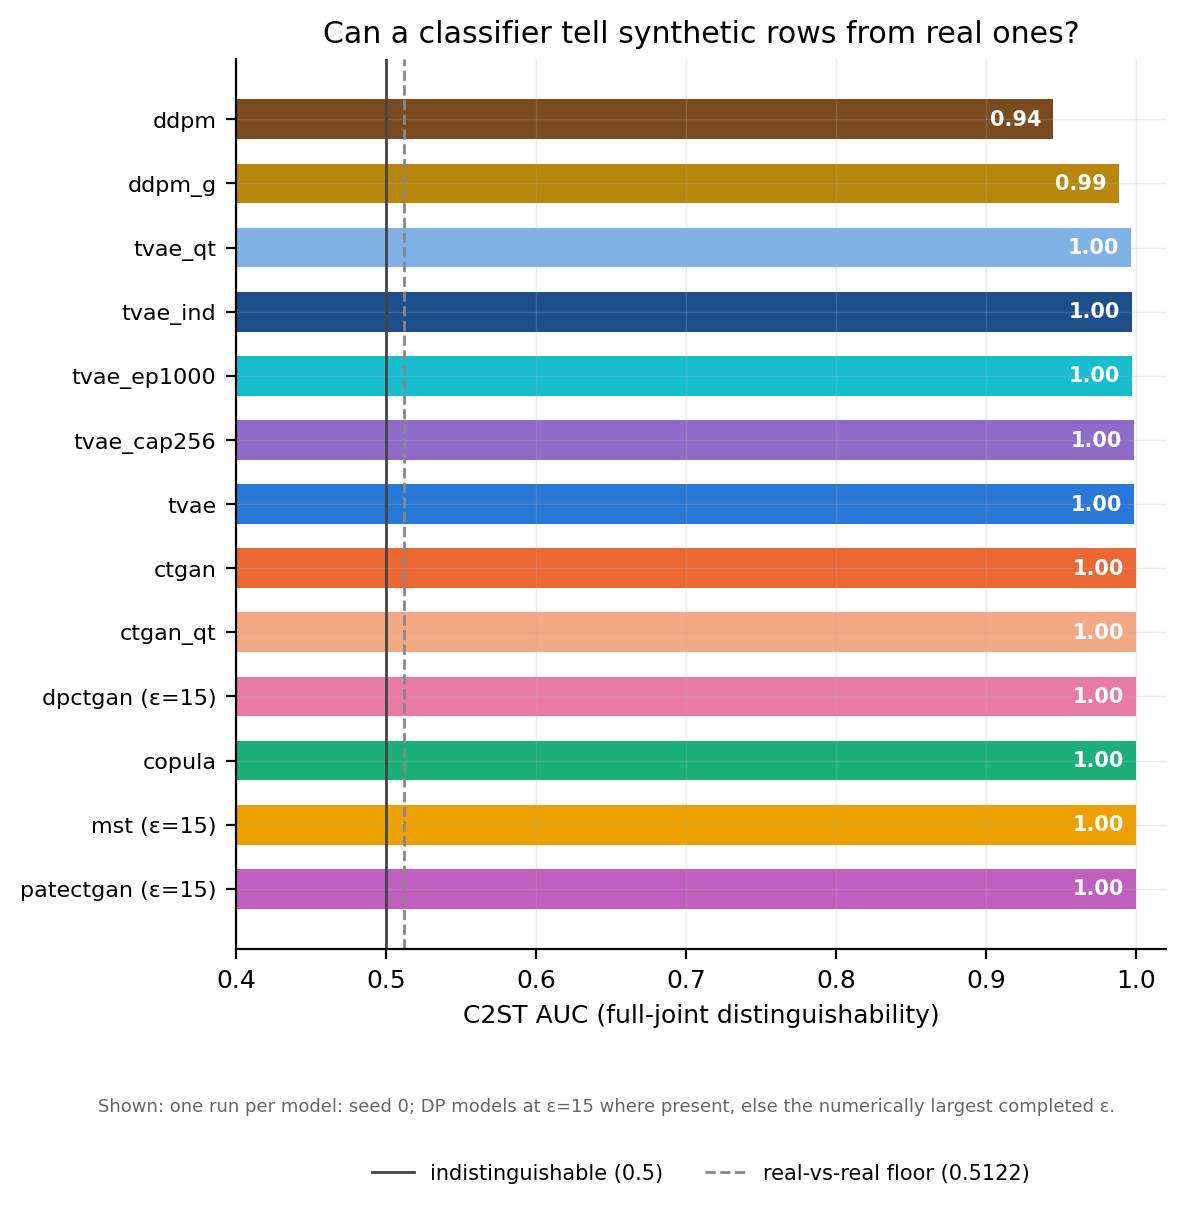 Can a classifier tell synthetic rows from real ones?
ddpm
0.94
ddpm_g
0.99
tvae_qt
1.00
tvae_ind
1.00
tvae_ep1000
1.00
tvae_cap256
1.00
tvae
1.00
ctgan
1.00
ctgan_qt
1.00
dpctgan (ε=15)
1.00
copula
1.00
mst (ε=15)
1.00
patectgan (ε=15)
1.00
0.4 0.5 0.6 0.7 0.8 0.9 1.0
C2ST AUC (full-joint distinguishability)
Shown: one run per model: seed 0; DP models at ε=15 where present, else the numerically largest completed ε.
indistinguishable (0.5) real-vs-real floor (0.5122)